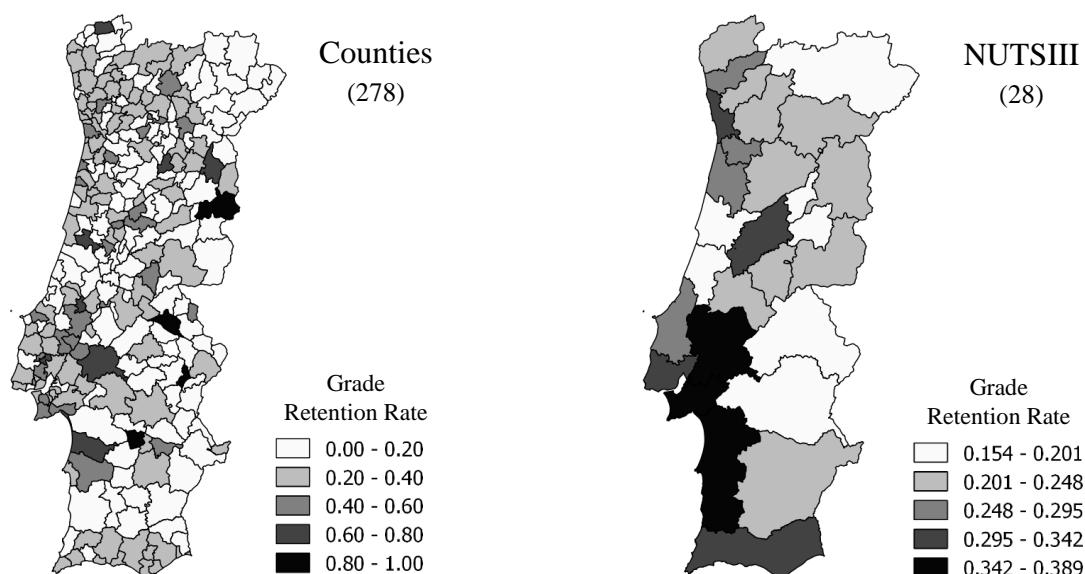 Counties
(278)
Grade
Retention Rate
0.00 - 0.20
0.20 - 0.40
0.40 - 0.60
0.60 - 0.80
0.80 - 1.00
NUTSIII
(28)
Grade
Retention Rate
0.154 - 0.201
0.201 - 0.248
0.248 - 0.295
0.295 - 0.342
0.342 - 0.389